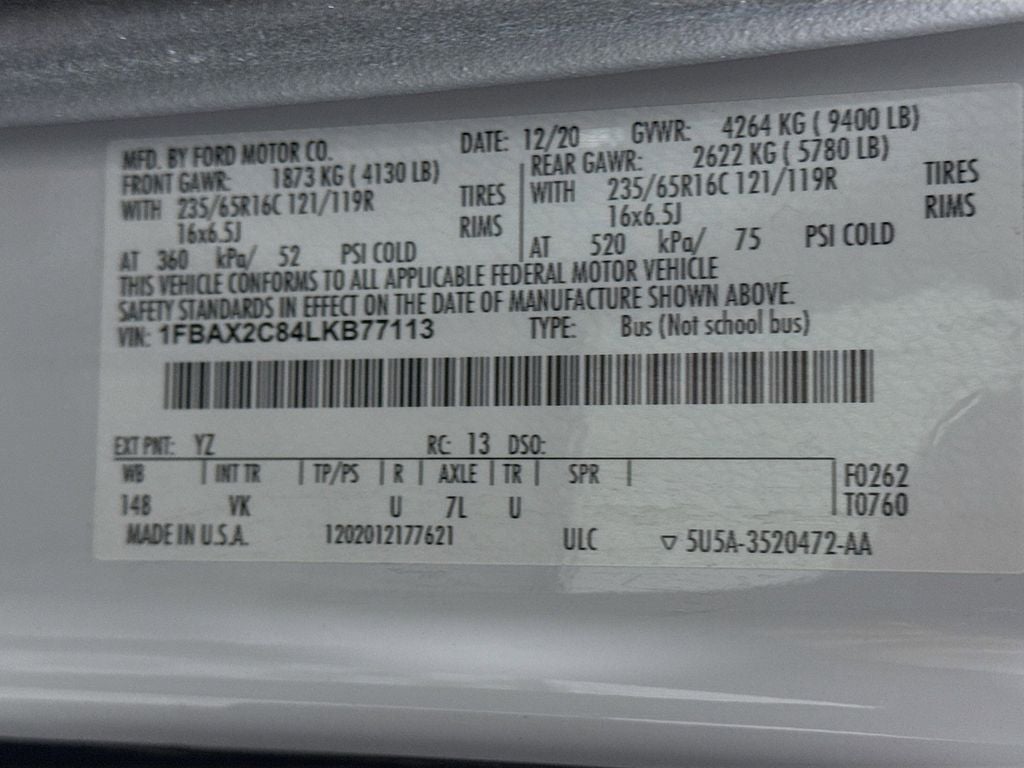 MFD. BY FORD MOTOR CO. DATE: 12/20 GVWR: 4264 KG ( 9400 LB)
FRONT GAWR: 1873 KG ( 4130 LB) REAR GAWR: 2622 KG ( 5780 LB)
WITH 235/65R16C 121/119R TIRES WITH 235/65R16C 121/119R TIRES
16x6.5J RIMS 16x6.5J RIMS
AT 360 kPa/ 52 PSI COLD AT 520 kPa/ 75 PSI COLD
THIS VEHICLE CONFORMS TO ALL APPLICABLE FEDERAL MOTOR VEHICLE
SAFETY STANDARDS IN EFFECT ON THE DATE OF MANUFACTURE SHOWN ABOVE.
VIN: 1FBAX2C84LKB77113 TYPE: Bus (Not school bus)
EXT PNT: YZ RC: 13 DSO:
WB INT TR TP/PS R AXLE TR SPR F0262
148 VK U 7L U T0760
MADE IN U.S.A. 1202012177621 ULC ▽ 5U5A-3520472-AA